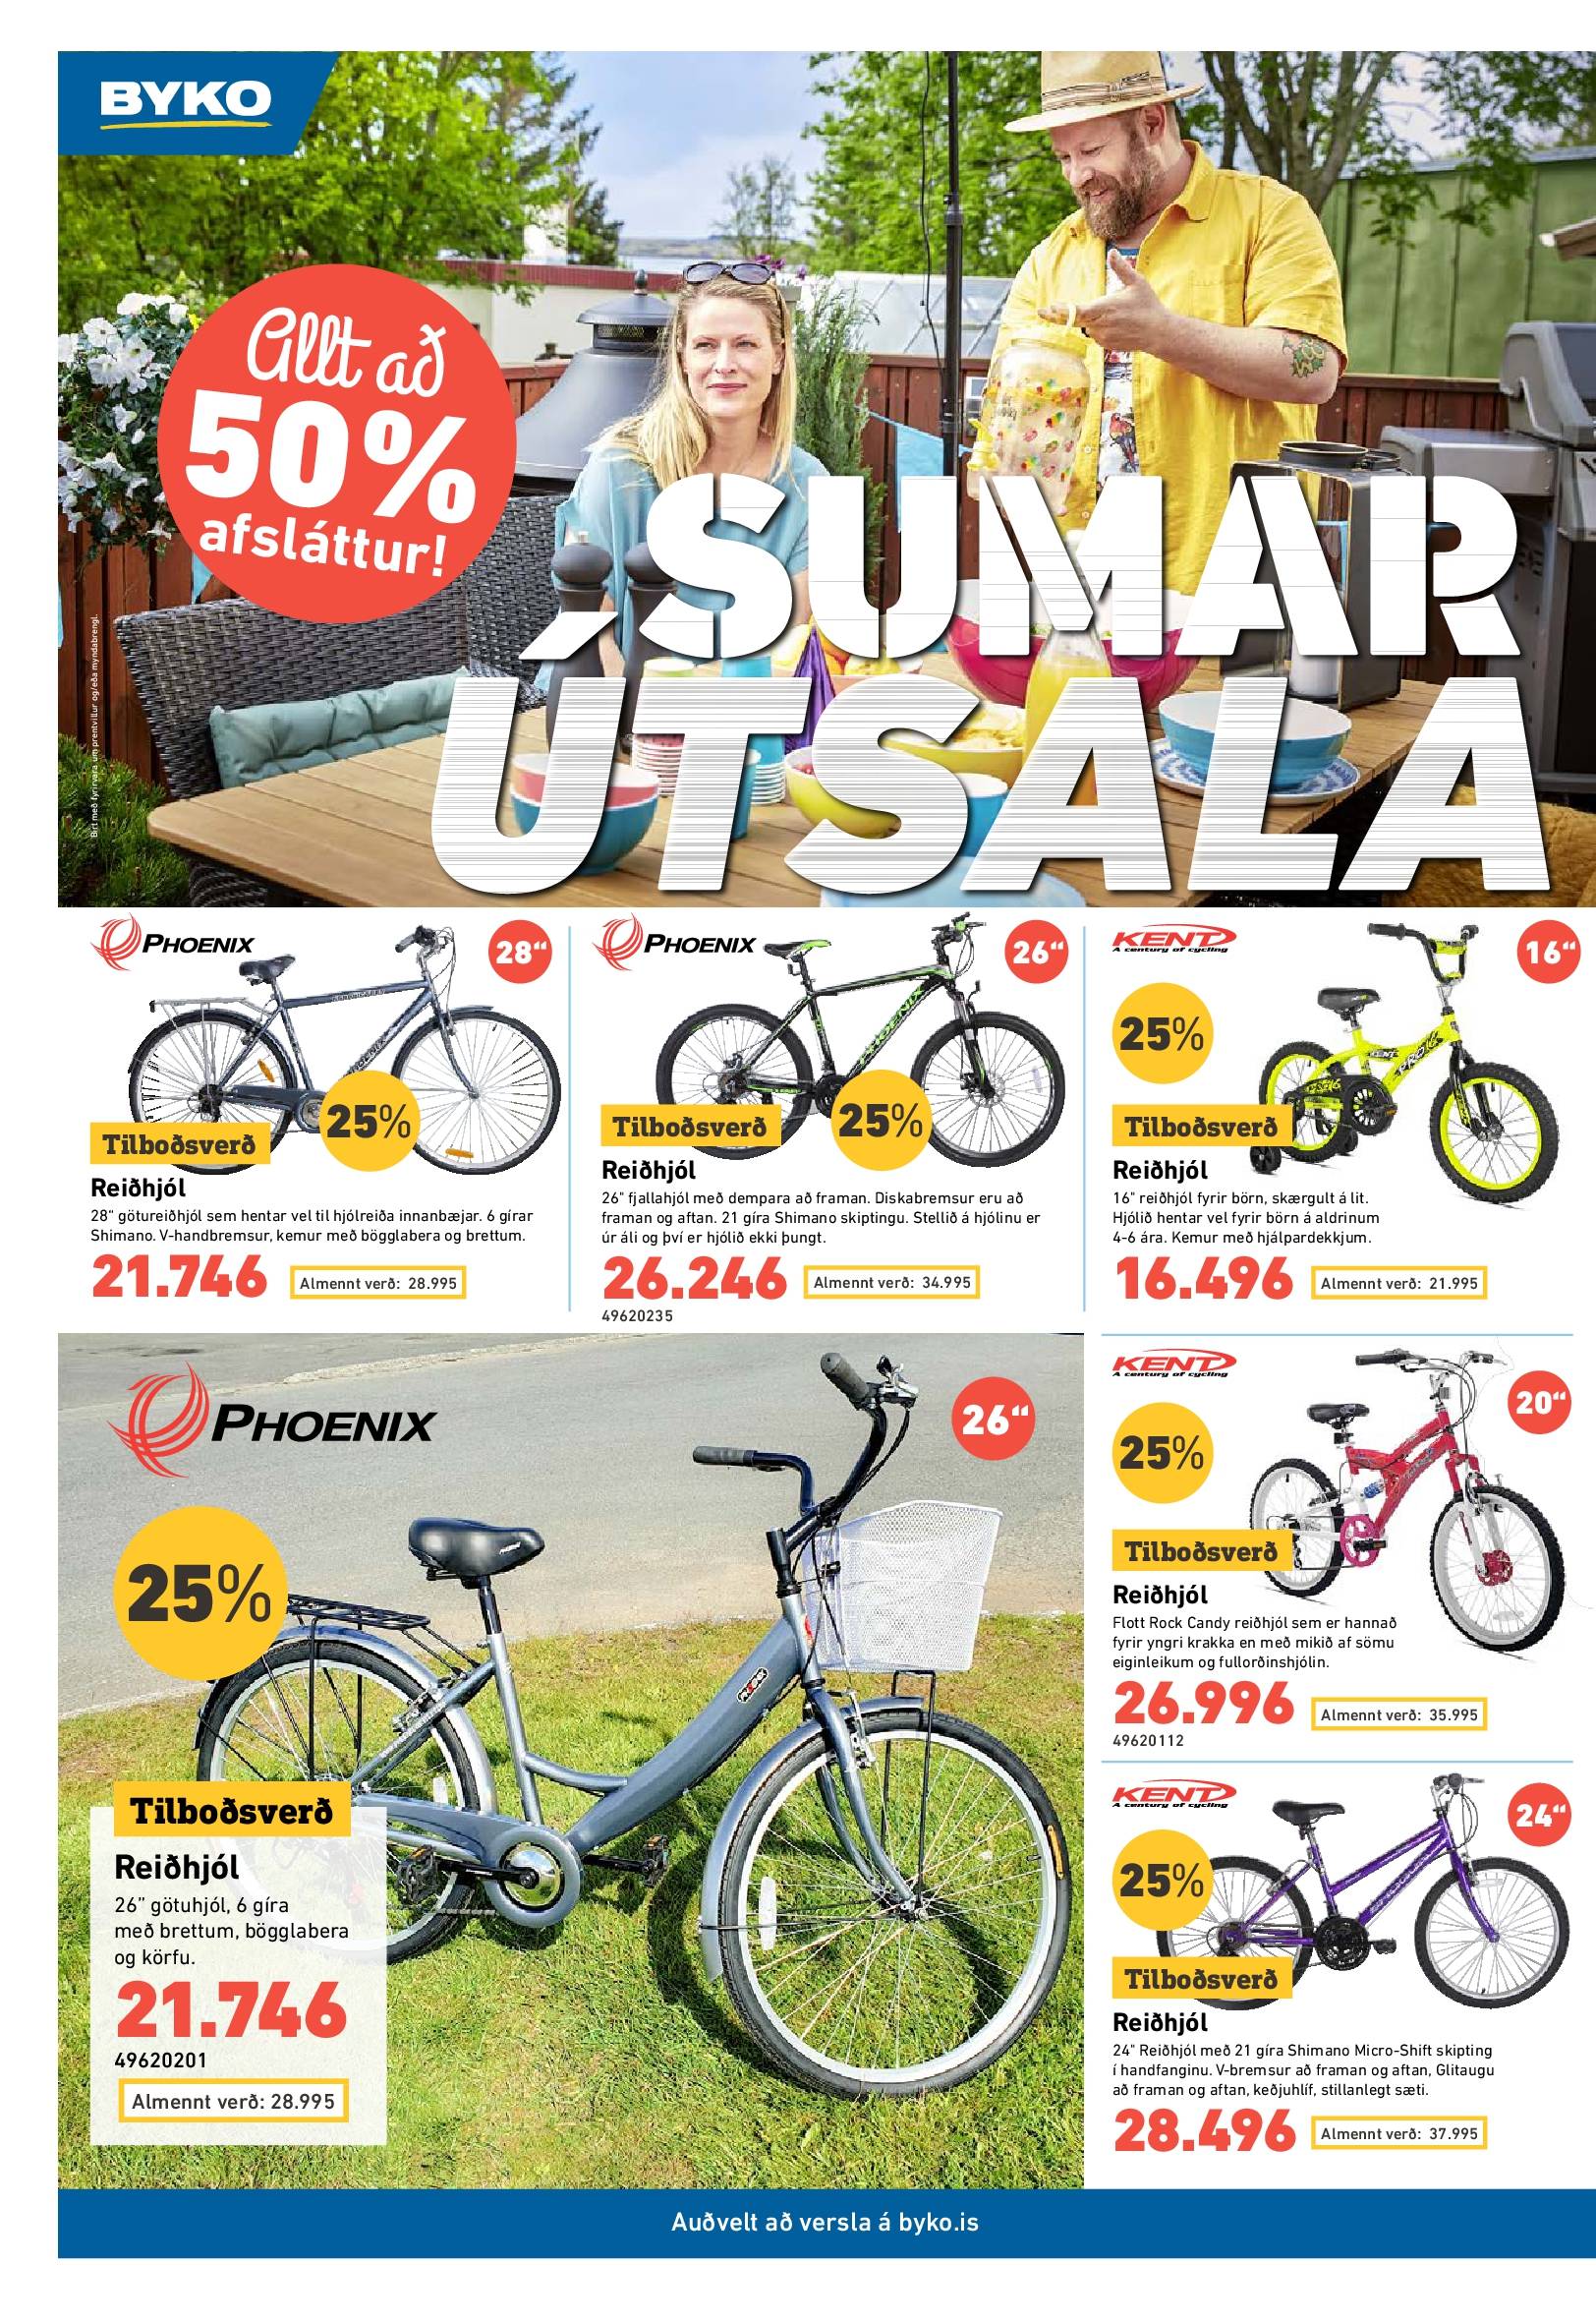 BYKO
Allt að
50%
afsláttur!
SUMAR
ÚTSALA
Birt með fyrirvara um prentvillur og/eða myndabrengl.
PHOENIX
28“
25%
Tilboðsverð
Reiðhjól
28“ götureiðhjól sem hentar vel til hjólreiða innanbæjar. 6 gírar
Shimano. V-handbremsur, kemur með bögglabera og brettum.
21.746
Almennt verð: 28.995
PHOENIX
26“
PHOENIX
25%
Tilboðsverð
Reiðhjól
26" fjallahjól með dempara að framan. Diskabremsur eru að
framan og aftan. 21 gíra Shimano skiptingu. Stellið á hjólinu er
úr áli og því er hjólið ekki þungt.
26.246
Almennt verð: 34.995
49620235
KENT
A century of cycling
16“
25%
Tilboðsverð
Reiðhjól
16" reiðhjól fyrir börn, skærgult á lit.
Hjólið hentar vel fyrir börn á aldrinum
4-6 ára. Kemur með hjálpardekkjum.
16.496
Almennt verð: 21.995
PHOENIX
26“
25%
Tilboðsverð
Reiðhjól
26” götuhjól, 6 gíra
með brettum, bögglabera
og körfu.
21.746
49620201
Almennt verð: 28.995
KENT
A century of cycling
20“
25%
Tilboðsverð
Reiðhjól
Flott Rock Candy reiðhjól sem er hannað
fyrir yngri krakka en með mikið af sömu
eiginleikum og fullorðinshjólin.
26.996
Almennt verð: 35.995
49620112
KENT
A century of cycling
24“
25%
Tilboðsverð
Reiðhjól
24" Reiðhjól með 21 gíra Shimano Micro-Shift skipting
í handfanginu. V-bremsur að framan og aftan, Glitaugu
að framan og aftan, keðjuhlíf, stillanlegt sæti.
28.496
Almennt verð: 37.995
Auðvelt að versla á byko.is